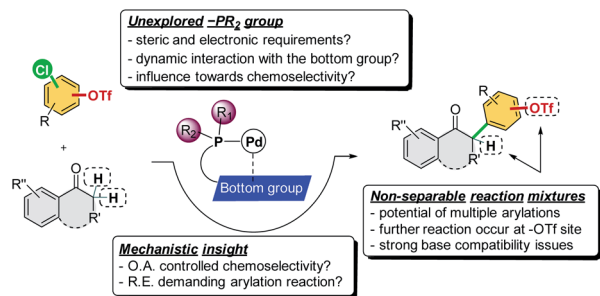 Unexplored –PR2 group
- steric and electronic requirements?
- dynamic interaction with the bottom group?
- influence towards chemoselectivity?
Cl
OTf
R
+
R"
O
H
H
R'
R1
R2
P
Pd
Bottom group
R
OTf
O
R"
H
R'
Mechanistic insight
- O.A. controlled chemoselectivity?
- R.E. demanding arylation reaction?
Non-separable reaction mixtures
- potential of multiple arylations
- further reaction occur at -OTf site
- strong base compatibility issues